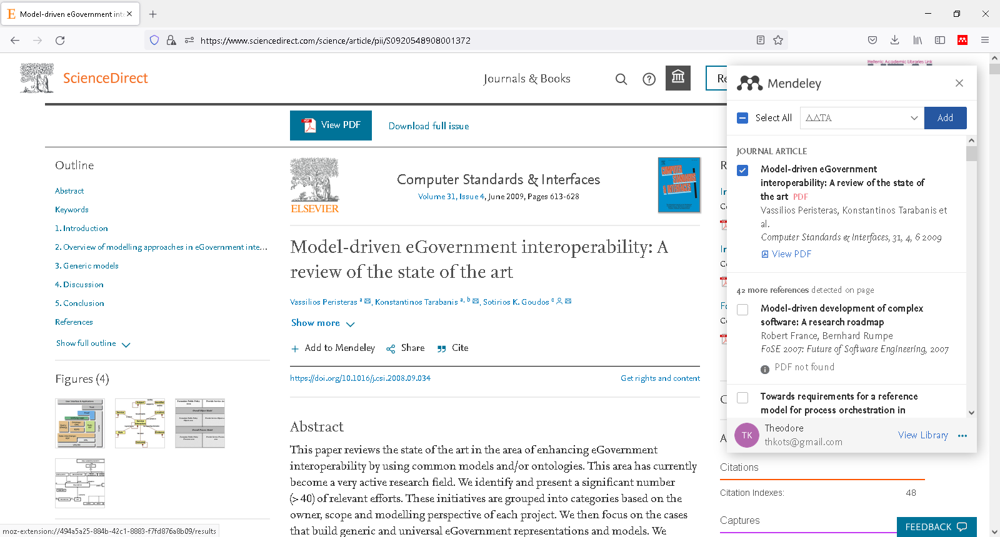 Model-driven eGovernment inte
https://www.sciencedirect.com/science/article/pii/S0920548908001372
ScienceDirect
Journals & Books
Re
Hellenic Academic Libraries Link
View PDF
Download full issue
Outline
Abstract
Keywords
1. Introduction
2. Overview of modelling approaches in eGovernment inte...
3. Generic models
4. Discussion
5. Conclusion
References
Show full outline
Figures (4)
ELSEVIER
Computer Standards & Interfaces
Volume 31, Issue 4, June 2009, Pages 613-628
COMPUTER STANDARDS & INTERFACES
Model-driven eGovernment interoperability: A
review of the state of the art
Vassilios Peristeras a, Konstantinos Tarabanis a, b, Sotirios K. Goudos c
Show more
Add to Mendeley
Share
Cite
https://doi.org/10.1016/j.csi.2008.09.034
Get rights and content
Abstract
This paper reviews the state of the art in the area of enhancing eGovernment
interoperability by using common models and/or ontologies. This area has currently
become a very active research field. We identify and present a significant number
(> 40) of relevant efforts. These initiatives are grouped into categories based on the
owner, scope and modelling perspective of each project. We then focus on the cases
that build generic and universal eGovernment representations and models. We
Mendeley
Select All
ΔΔΤΑ
Add
JOURNAL ARTICLE
Model-driven eGovernment
interoperability: A review of the state of
the art PDF
Vassilios Peristeras, Konstantinos Tarabanis et
al.
Computer Standards & Interfaces, 31, 4, 6 2009
View PDF
42 more references detected on page
Model-driven development of complex
software: A research roadmap
Robert France, Bernhard Rumpe
FoSE 2007: Future of Software Engineering, 2007
PDF not found
Towards requirements for a reference
model for process orchestration in
TK
Theodore
thkots@gmail.com
View Library
Citations
Citation Indexes:
48
Captures
FEEDBACK
moz-extension://494a5a25-884b-42c1-8883-f7fd876a8b09/results